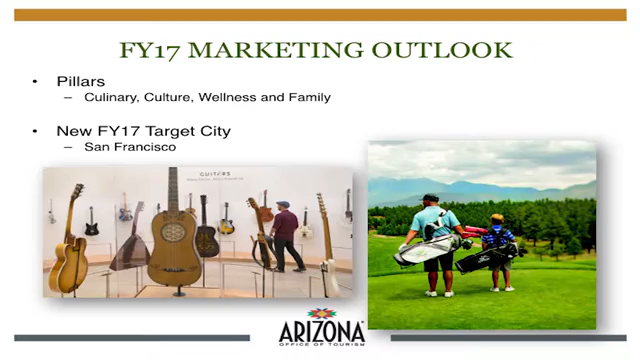 FY17 MARKETING OUTLOOK
• Pillars
– Culinary, Culture, Wellness and Family
• New FY17 Target City
– San Francisco
GUITARS
ARIZONA
OFFICE OF TOURISM